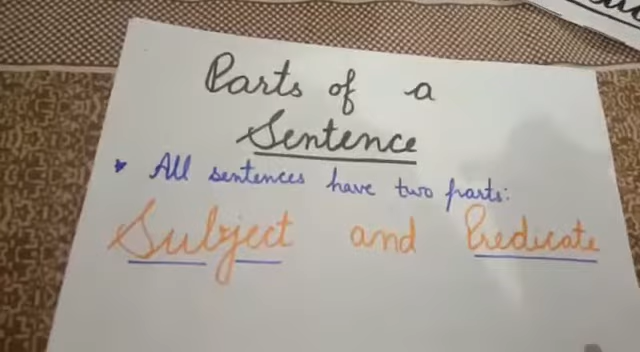 Parts of a
Sentence
* All sentences have two parts:
Subject and Predicate